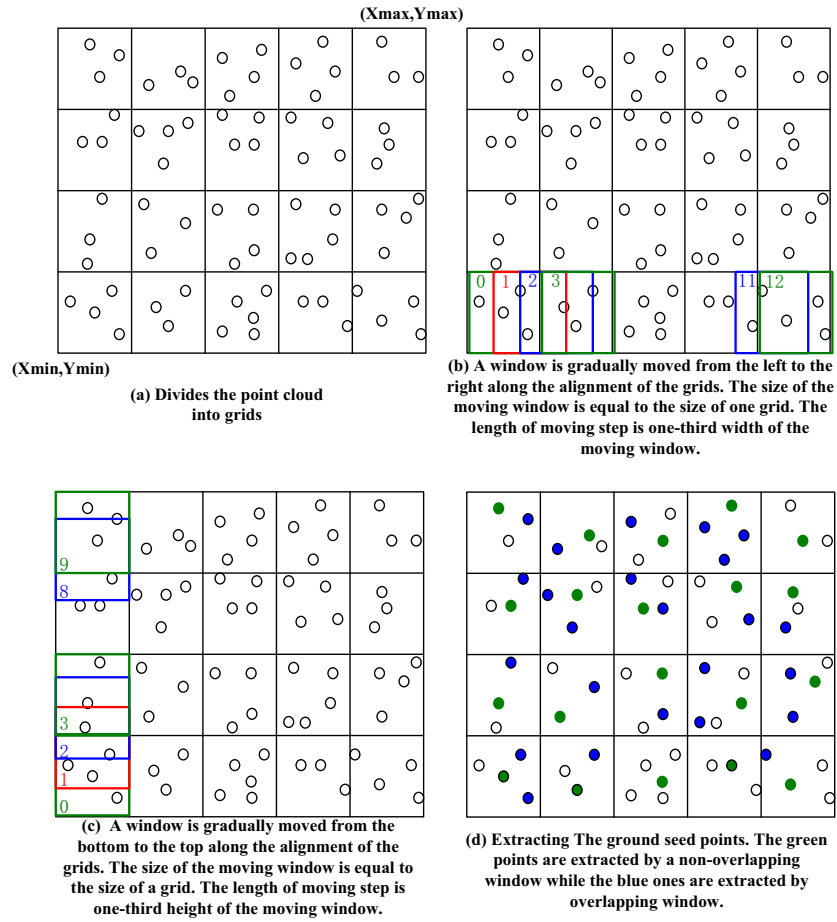 (Xmax,Ymax)
0
1
2
3
11
12
(Xmin,Ymin)
(a) Divides the point cloud
into grids
(b) A window is gradually moved from the left to the
right along the alignment of the grids. The size of the
moving window is equal to the size of one grid. The
length of moving step is one-third width of the
moving window.
9
8
3
2
1
0
(c) A window is gradually moved from the
bottom to the top along the alignment of the
grids. The size of the moving window is equal to
the size of a grid. The length of moving step is
one-third height of the moving window.
(d) Extracting The ground seed points. The green
points are extracted by a non-overlapping
window while the blue ones are extracted by
overlapping window.